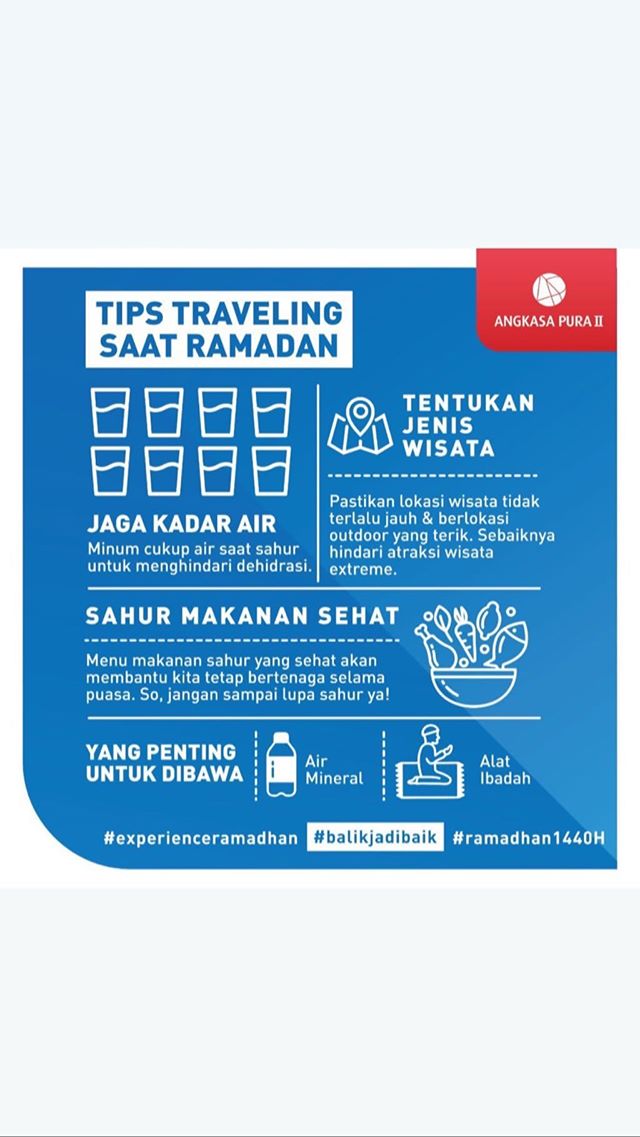 ANGKASA PURA II
TIPS TRAVELING
SAAT RAMADAN
JAGA KADAR AIR
Minum cukup air saat sahur
untuk menghindari dehidrasi.
TENTUKAN
JENIS
WISATA
Pastikan lokasi wisata tidak
terlalu jauh & berlokasi
outdoor yang terik. Sebaiknya
hindari atraksi wisata
extreme.
SAHUR MAKANAN SEHAT
Menu makanan sahur yang sehat akan
membantu kita tetap bertenaga selama
puasa. So, jangan sampai lupa sahur ya!
YANG PENTING
UNTUK DIBAWA
Air
Mineral
Alat
Ibadah
#experienceramadhan #balikjadibaik #ramadhan1440H